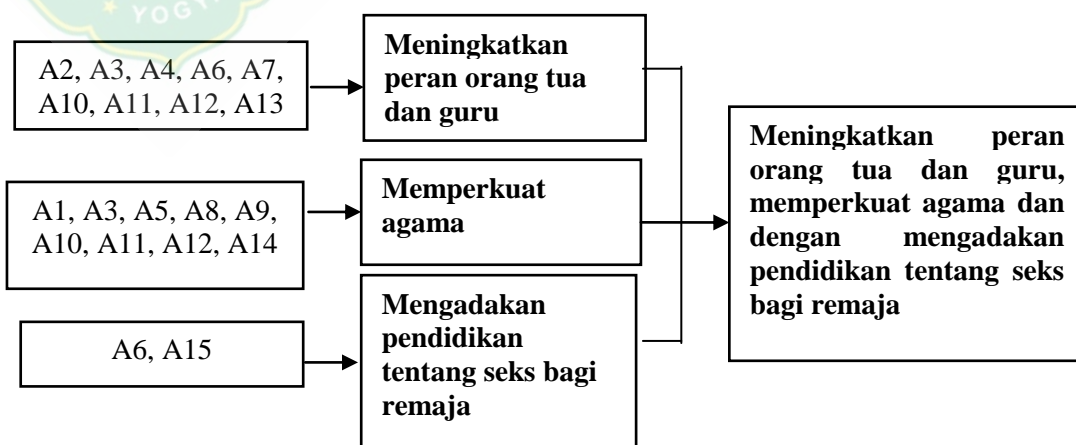 A2, A3, A4, A6, A7,
A10, A11, A12, A13
Meningkatkan
peran orang tua
dan guru
A1, A3, A5, A8, A9,
A10, A11, A12, A14
Memperkuat
agama
A6, A15
Mengadakan
pendidikan
tentang seks bagi
remaja
Meningkatkan peran
orang tua dan guru,
memperkuat agama dan
dengan mengadakan
pendidikan tentang seks
bagi remaja